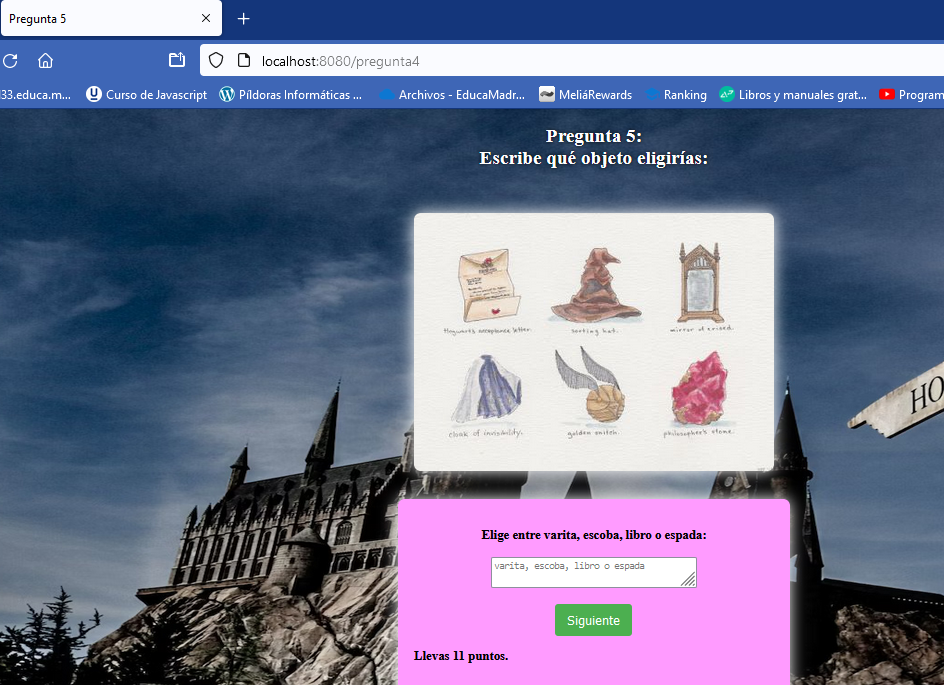 Pregunta 5
localhost:8080/pregunta4
33.educa.m... Curso de Javascript Píldoras Informáticas ... Archivos - EducaMadr... MeliáRewards Ranking Libros y manuales grat... Program
Pregunta 5:
Escribe qué objeto eligirías:
Hogwarts acceptance letter. sorting hat. mirror of erised.
cloak of invisibility. golden snitch. philosopher's stone.
HO
Elige entre varita, escoba, libro o espada:
varita, escoba, libro o espada
Siguiente
Llevas 11 puntos.